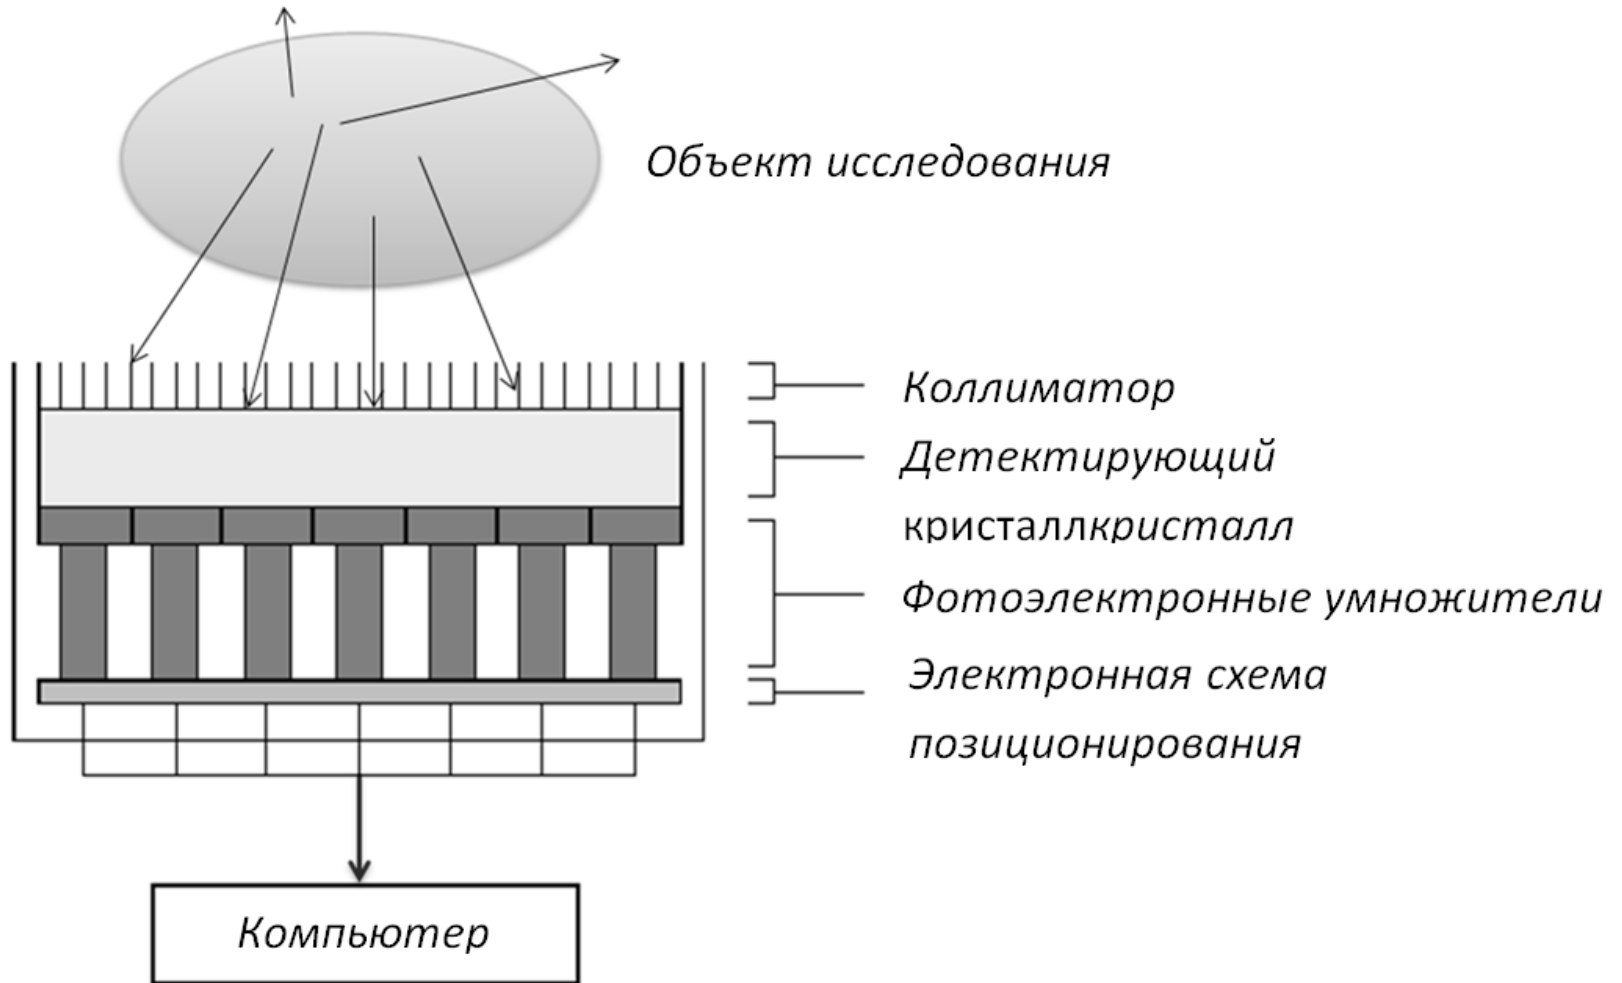 Объект исследования
Коллиматор
Детектирующий
кристаллкристалл
Фотоэлектронные умножители
Электронная схема
позиционирования
Компьютер